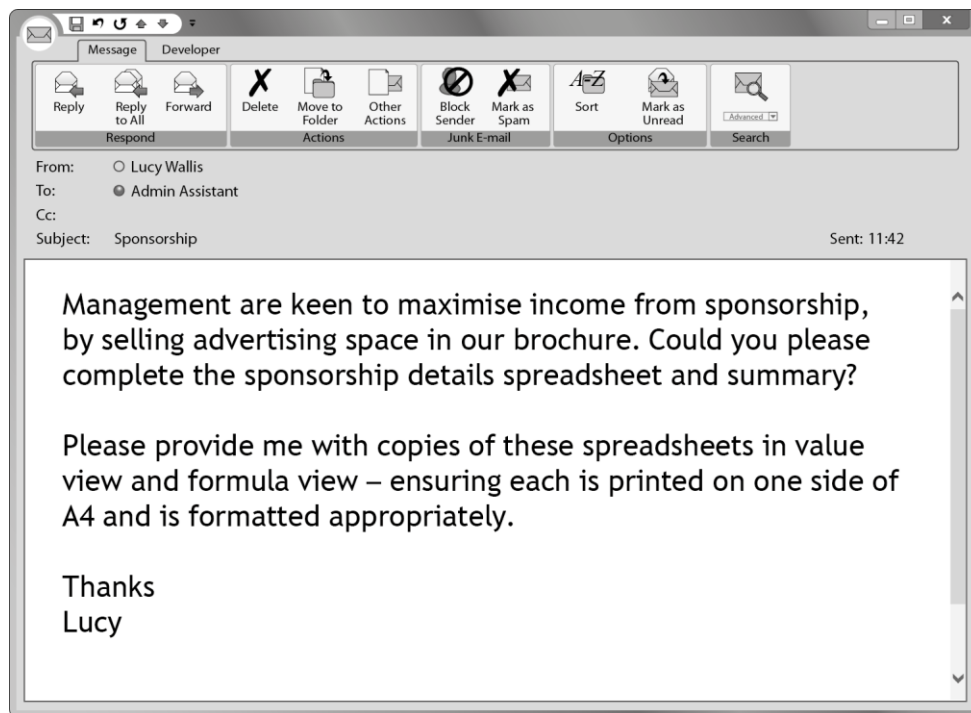 Message Developer
Reply Reply to All Forward Delete Move to Folder Other Actions Block Sender Mark as Spam A=Z Sort Mark as Unread Advanced
Respond Actions Junk E-mail Options Search
From: Lucy Wallis
To: Admin Assistant
Cc:
Subject: Sponsorship Sent: 11:42
Management are keen to maximise income from sponsorship,
by selling advertising space in our brochure. Could you please
complete the sponsorship details spreadsheet and summary?
Please provide me with copies of these spreadsheets in value
view and formula view – ensuring each is printed on one side of
A4 and is formatted appropriately.
Thanks
Lucy